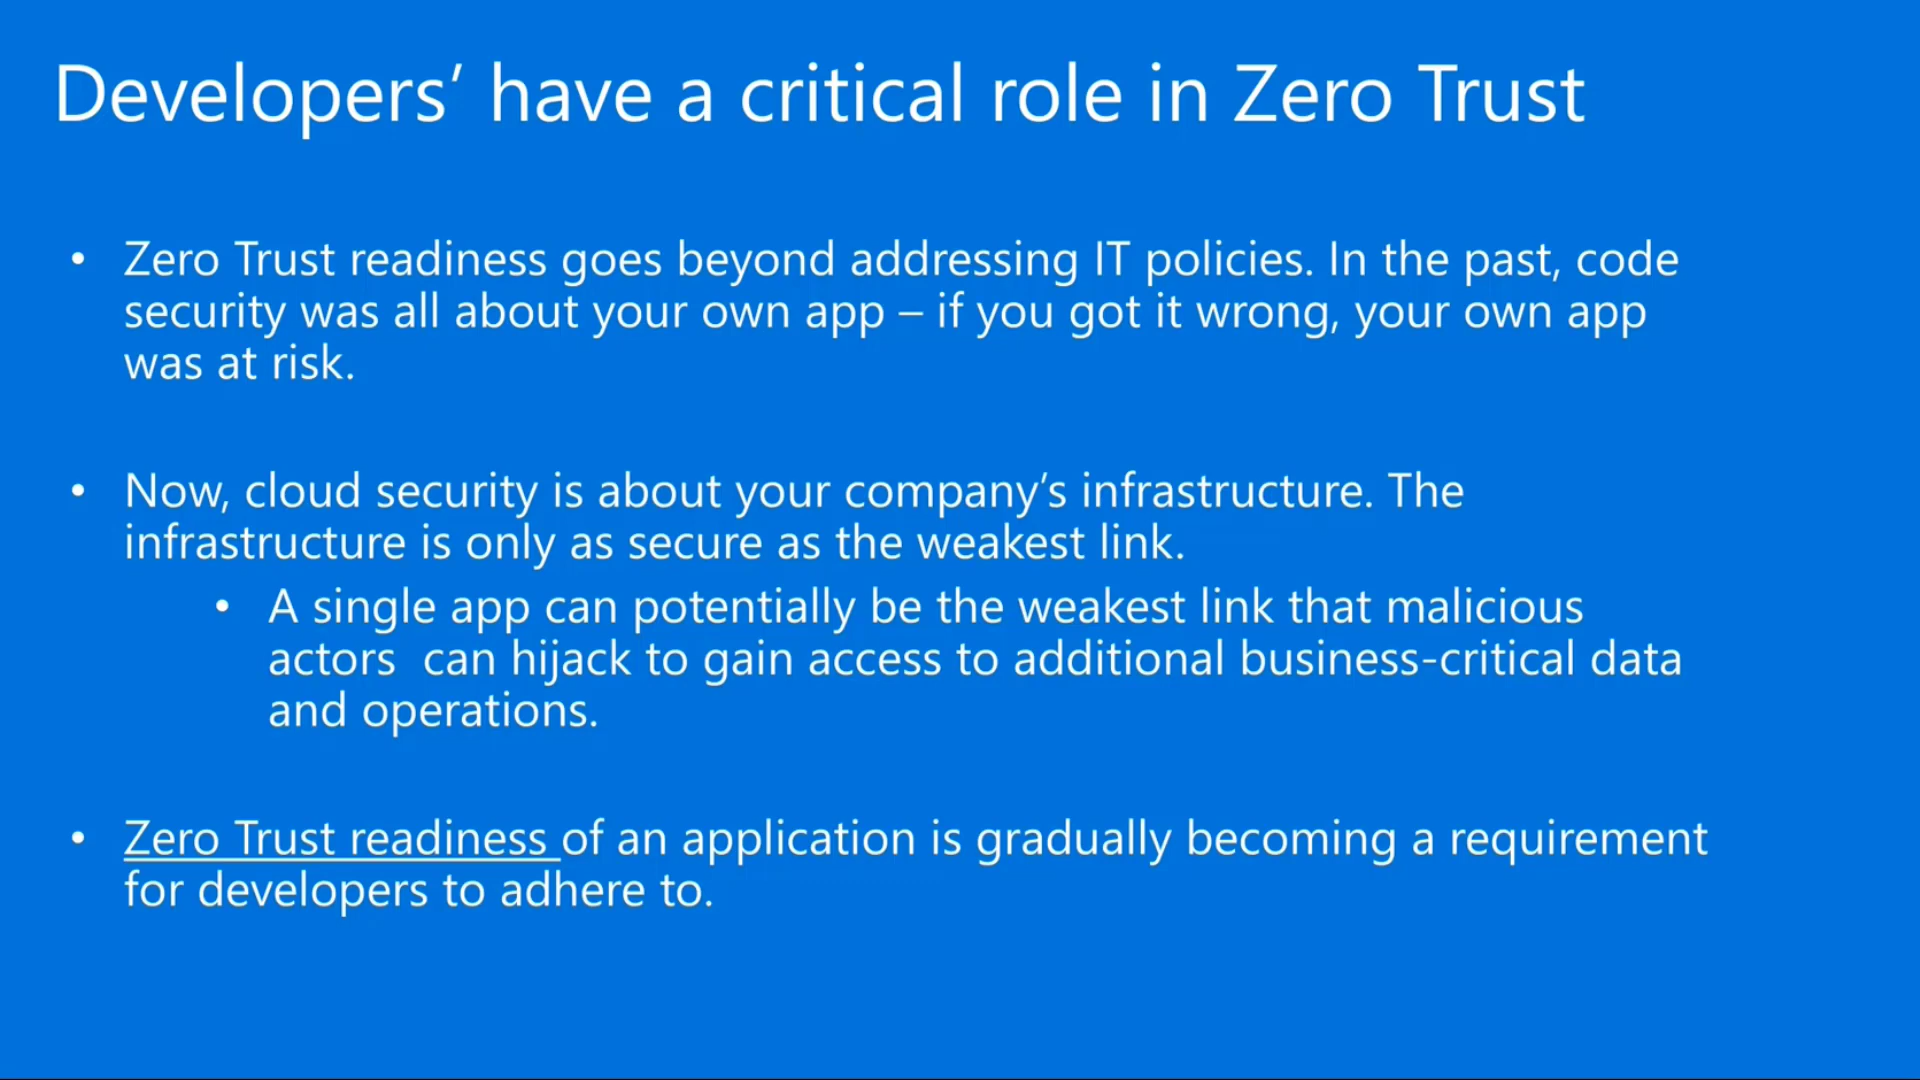 Developers’ have a critical role in Zero Trust
• Zero Trust readiness goes beyond addressing IT policies. In the past, code
security was all about your own app – if you got it wrong, your own app
was at risk.
• Now, cloud security is about your company’s infrastructure. The
infrastructure is only as secure as the weakest link.
• A single app can potentially be the weakest link that malicious
actors  can hijack to gain access to additional business-critical data
and operations.
• Zero Trust readiness of an application is gradually becoming a requirement
for developers to adhere to.